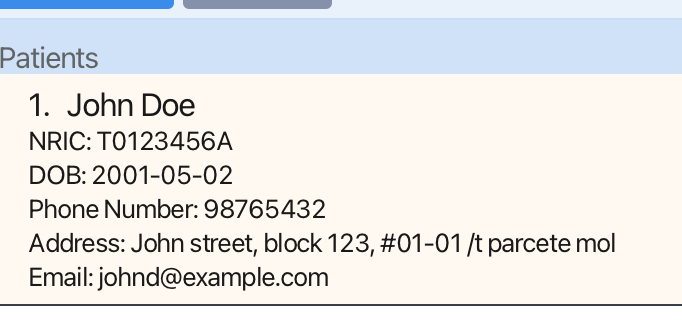 Patients
1. John Doe
NRIC: T0123456A
DOB: 2001-05-02
Phone Number: 98765432
Address: John street, block 123, #01-01 /t parcete mol
Email: johnd@example.com